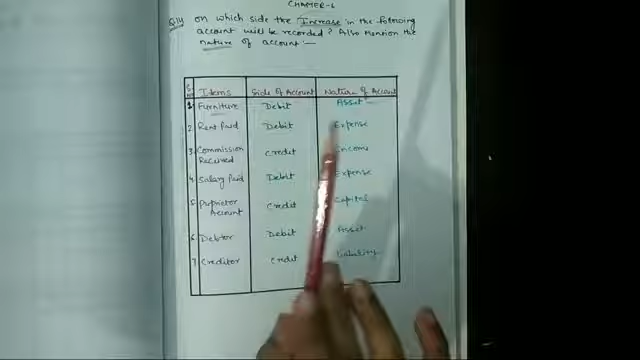 CHAPTER-6
Q.14 On which side the Increase in the following
account will be recorded? Also Mention the
nature of account:-
S.No Items Side of Account Nature of Account
1. Furniture Debit Asset
2. Rent Paid Debit Expense
3. Commission Received Credit Income
4. Salary Paid Debit Expense
5. Proprietor Account Credit Capital
6. Debtor Debit Asset
7. Creditor Credit Liability